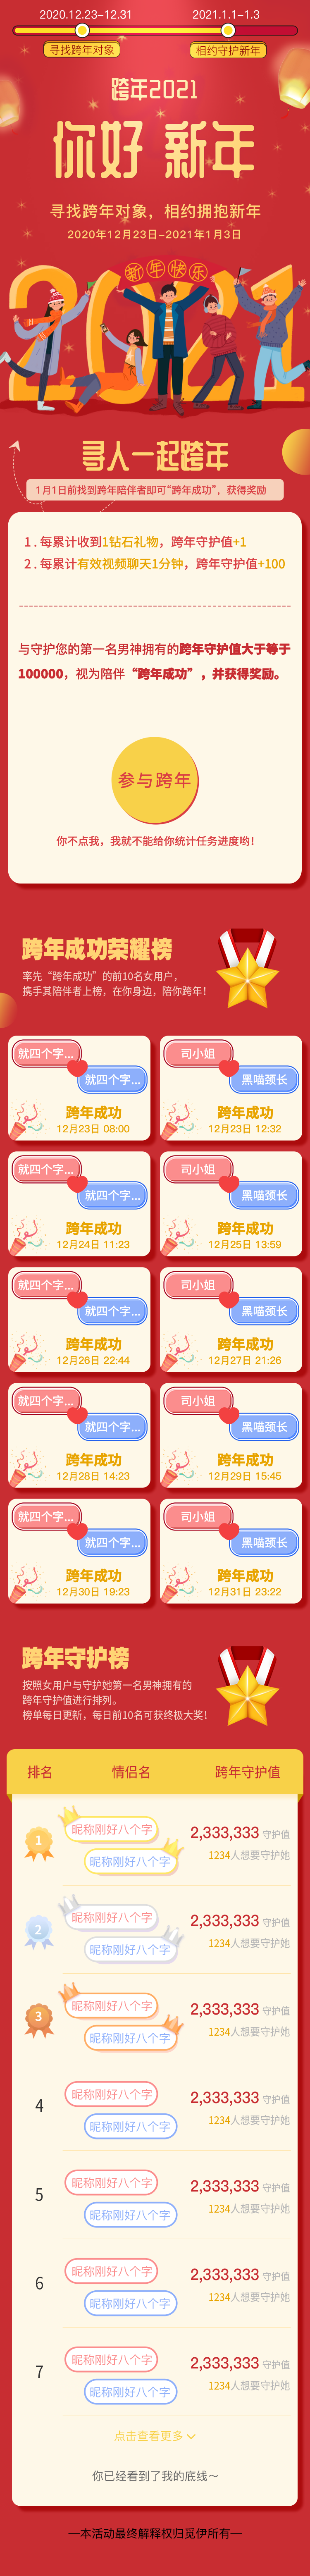 2020.12.23-12.31
2021.1.1-1.3
寻找跨年对象
相约守护新年
跨年2021
你好 新年
寻找跨年对象，相约拥抱新年
2020年12月23日-2021年1月3日
新年快乐
2021
寻人一起跨年
1月1日前找到跨年陪伴者即可“跨年成功”，获得奖励
1.每累计收到1钻石礼物，跨年守护值+1
2.每累计有效视频聊天1分钟，跨年守护值+100
与守护您的第一名男神拥有的跨年守护值大于等于
100000，视为陪伴“跨年成功”，并获得奖励。
参与跨年
你不点我，我就不能给你统计任务进度哟！
跨年成功荣耀榜
率先“跨年成功”的前10名女用户，
携手其陪伴者上榜，在你身边，陪你跨年！
就四个字...
司小姐
就四个字...
黑喵颈长
跨年成功
跨年成功
12月23日 08:00
12月23日 12:32
就四个字...
司小姐
就四个字...
黑喵颈长
跨年成功
跨年成功
12月24日 11:23
12月25日 13:59
就四个字...
司小姐
就四个字...
黑喵颈长
跨年成功
跨年成功
12月26日 22:44
12月27日 21:26
就四个字...
司小姐
就四个字...
黑喵颈长
跨年成功
跨年成功
12月28日 14:23
12月29日 15:45
就四个字...
司小姐
就四个字...
黑喵颈长
跨年成功
跨年成功
12月30日 19:23
12月31日 23:22
跨年守护榜
按照女用户与守护她第一名男神拥有的
跨年守护值进行排列。
榜单每日更新，每日前10名可获终极大奖！
排名 情侣名 跨年守护值
1
昵称刚好八个字
2,333,333 守护值
昵称刚好八个字
1234人想要守护她
2
昵称刚好八个字
2,333,333 守护值
昵称刚好八个字
1234人想要守护她
3
昵称刚好八个字
2,333,333 守护值
昵称刚好八个字
1234人想要守护她
4
昵称刚好八个字
2,333,333 守护值
昵称刚好八个字
1234人想要守护她
5
昵称刚好八个字
2,333,333 守护值
昵称刚好八个字
1234人想要守护她
6
昵称刚好八个字
2,333,333 守护值
昵称刚好八个字
1234人想要守护她
7
昵称刚好八个字
2,333,333 守护值
昵称刚好八个字
1234人想要守护她
点击查看更多
你已经看到了我的底线～
—本活动最终解释权归觅伊所有—